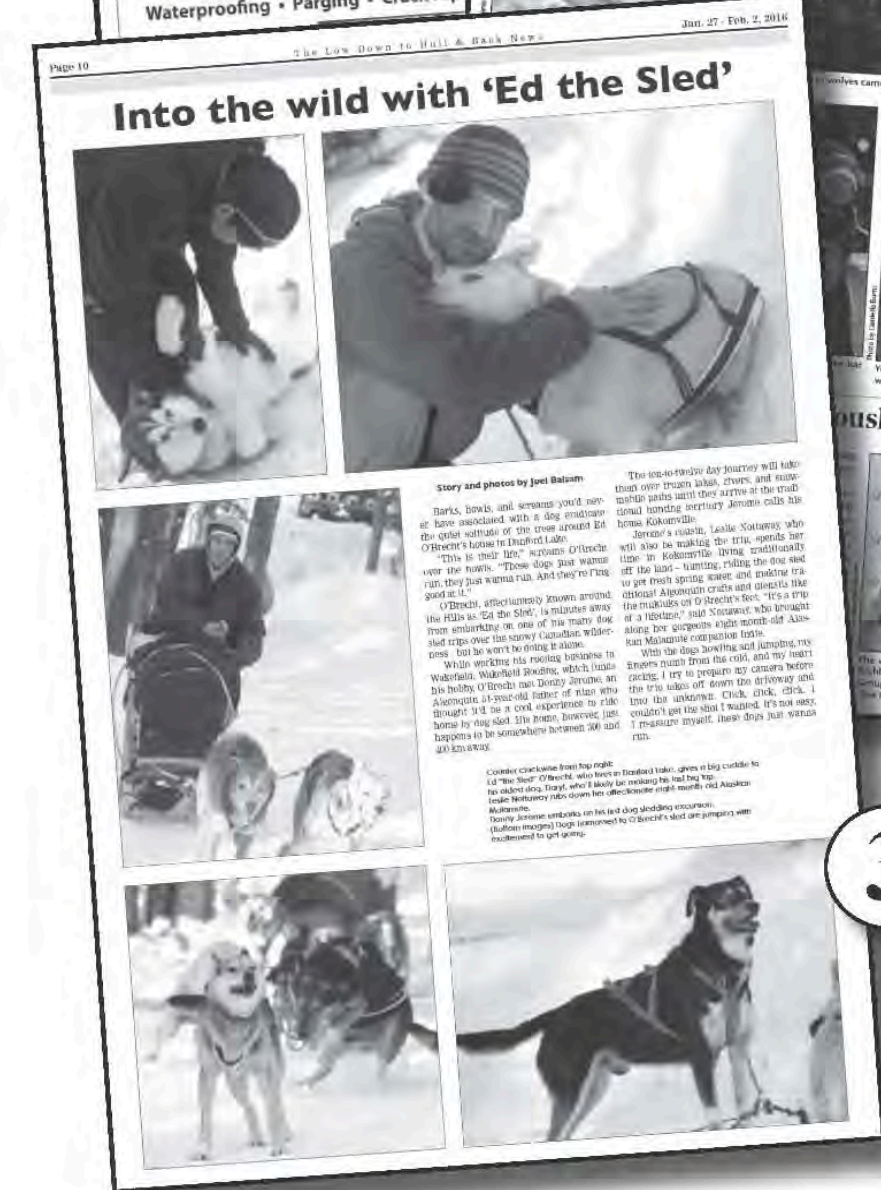 Waterproofing • Parging •
Page 10
The Low Down to Hull & Back News
Jan. 27 - Feb. 2, 2016
Into the wild with ‘Ed the Sled’
Story and photos by Joel Balsam
Barks, howls, and screams you'd nev-
er have associated with a dog eradicate
the quiet solitude of the trees around Ed
O'Brecht's house in Danford Lake.
"This is their life," screams O'Brecht
over the howls. "These dogs just wanna
run, they just wanna run. And they're f'ing
good at it."
O'Brecht, affectionately known around
the Hills as 'Ed the Sled', is minutes away
from embarking on one of his many dog
sled trips over the snowy Canadian wilder-
ness but he won't be doing it alone.
While working his roofing business in
Wakefield, Wakefield Roofing, which funds
his hobby, O'Brecht met Donny Jerome, an
Algonquin 51-year-old father of nine who
thought it'd be a cool experience to ride
home by dog sled. His home, however, just
happens to be somewhere between 300 and
400 km away.
The ten-to-twelve day journey will take
them over frozen lakes, rivers, and snow-
mobile paths until they arrive at the tradi-
tional hunting territory Jerome calls his
home, Kokomville.
Jerome's cousin, Leslie Nottaway, who
will also be making the trip, spends her
time in Kokomville living traditionally
off the land – hunting, riding the dog sled
to get fresh spring water, and making tra-
ditional Algonquin crafts and utensils like
the mukluks on O'Brecht's feet. "It's a trip
of a lifetime," said Nottaway, who brought
along her gorgeous eight-month-old Alas-
kan Malamute companion
With the dogs howling and jumping, my
fingers numb from the cold, and my heart
racing, I try to prepare my camera before
the trio takes off down the driveway and
into the unknown. Click, click, click. I
couldn't get the shot I wanted. It's not easy,
I reassure myself, these dogs just wanna
run.
Counter clockwise from top right:
Ed "the Sled" O'Brecht, who lives in Danford Lake, gives a big cuddle to
his oldest dog, Daryl, who'll likely be making his last big trip.
Leslie Nottaway rubs down her affectionate eight-month old Alaskan
Malamute.
Donny Jerome embarks on his first dog sledding excursion.
(Bottom images) Dogs harnessed to O'Brecht's sled are jumping with
excitement to get going.
wolves cam
ousl
3